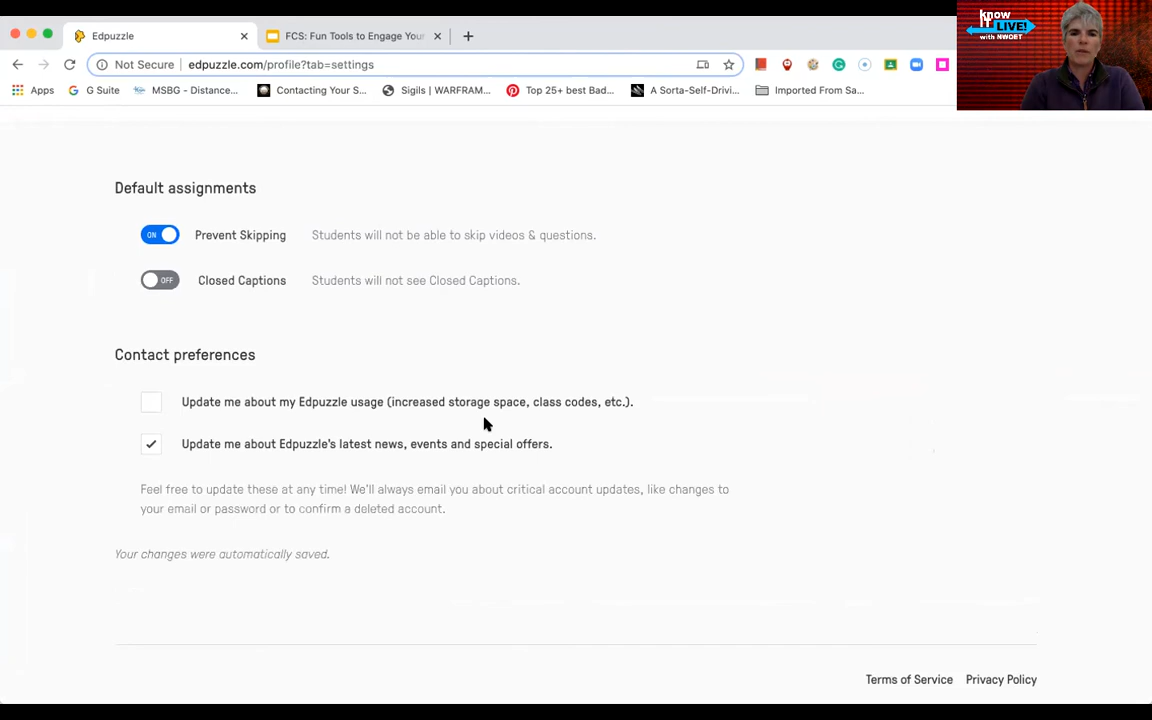 Edpuzzle
FCS: Fun Tools to Engage Your
Not Secure
edpuzzle.com/profile?tab=settings
Apps
G Suite
MSBG - Distance...
Contacting Your S...
Sigils | WARFRAM...
Top 25+ best Bad...
A Sorta-Self-Drivi...
Imported From Sa...
know
IT LIVE!
with NWOET
Default assignments
ON Prevent Skipping Students will not be able to skip videos & questions.
OFF Closed Captions Students will not see Closed Captions.
Contact preferences
Update me about my Edpuzzle usage (increased storage space, class codes, etc.).
Update me about Edpuzzle's latest news, events and special offers.
Feel free to update these at any time! We'll always email you about critical account updates, like changes to
your email or password or to confirm a deleted account.
Your changes were automatically saved.
Terms of Service Privacy Policy